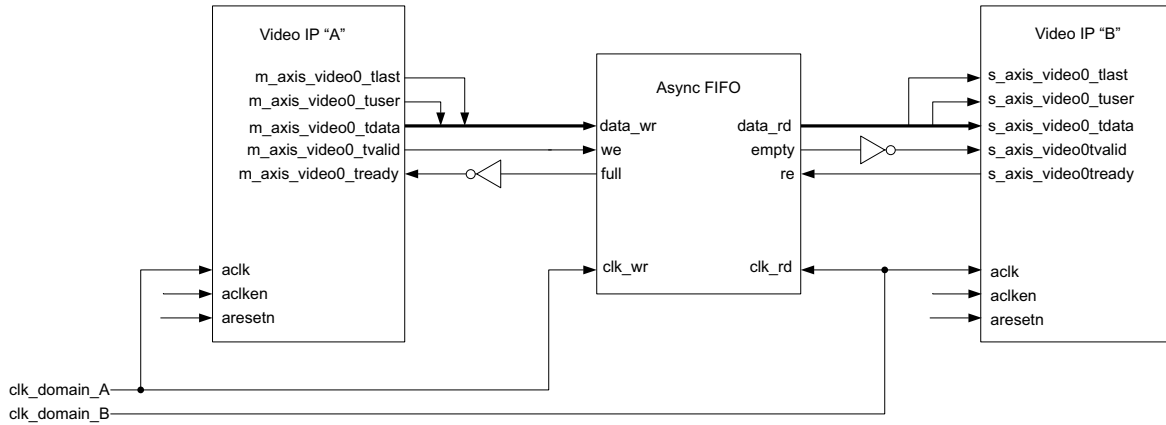 Video IP “A”
m_axis_video0_tlast
m_axis_video0_tuser
m_axis_video0_tdata
m_axis_video0_tvalid
m_axis_video0_tready
aclk
aclken
aresetn
Async FIFO
data_wr
we
full
clk_wr
data_rd
empty
re
clk_rd
Video IP “B”
s_axis_video0_tlast
s_axis_video0_tuser
s_axis_video0_tdata
s_axis_video0tvalid
s_axis_video0tready
aclk
aclken
aresetn
clk_domain_A
clk_domain_B